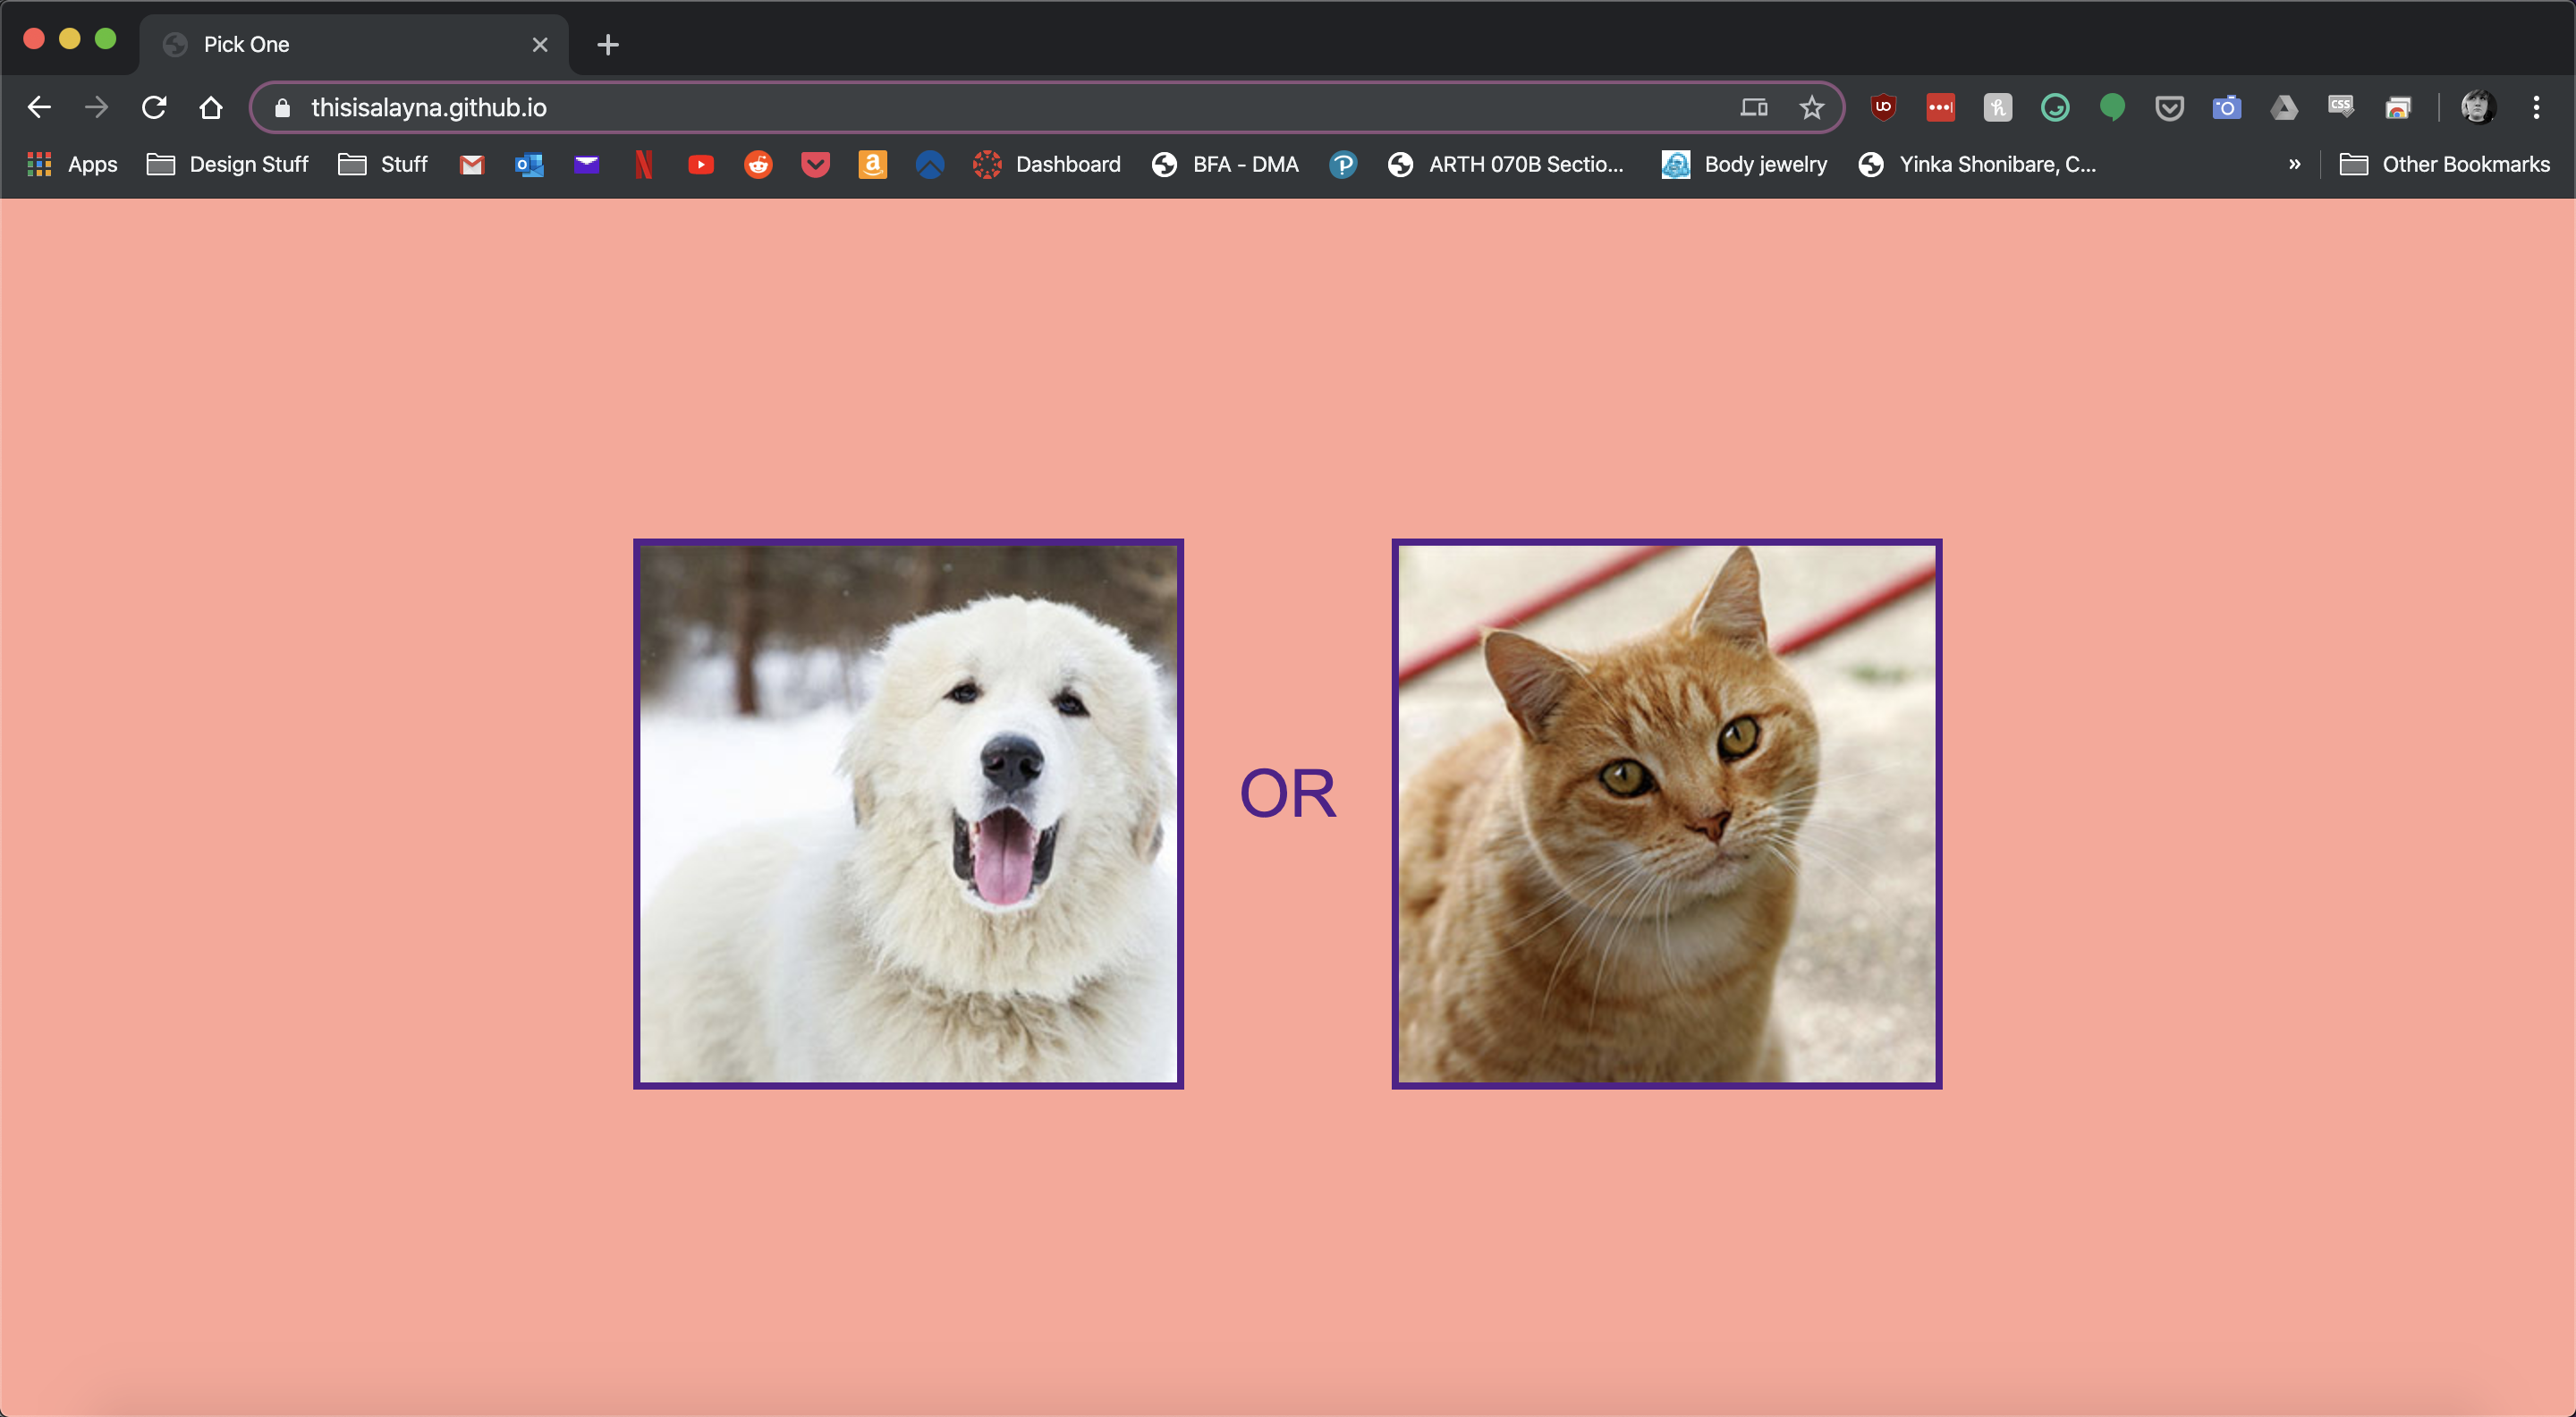 Pick One
thisisalayna.github.io
Apps Design Stuff Stuff Dashboard BFA - DMA ARTH 070B Sectio... Body jewelry Yinka Shonibare, C... » Other Bookmarks
OR